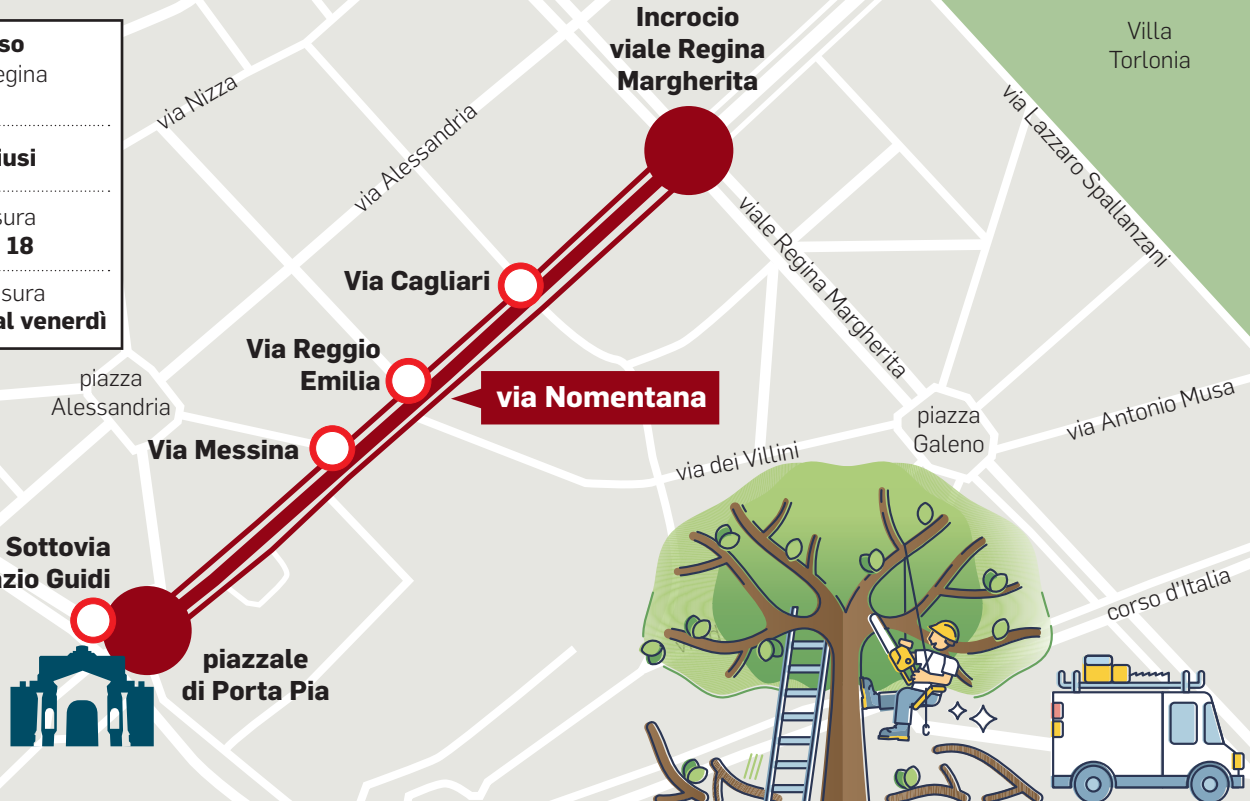 so
egina
iusi
sura
18
sura
al venerdì
Incrocio
viale Regina
Margherita
Villa
Torlonia
via Nizza
via Alessandria
via Lazzaro Spallanzani
viale Regina Margherita
Via Cagliari
Via Reggio
Emilia
via Nomentana
piazza
Alessandria
Via Messina
piazza
Galeno
via Antonio Musa
via dei Villini
Sottovia
zio Guidi
corso d'Italia
piazzale
di Porta Pia